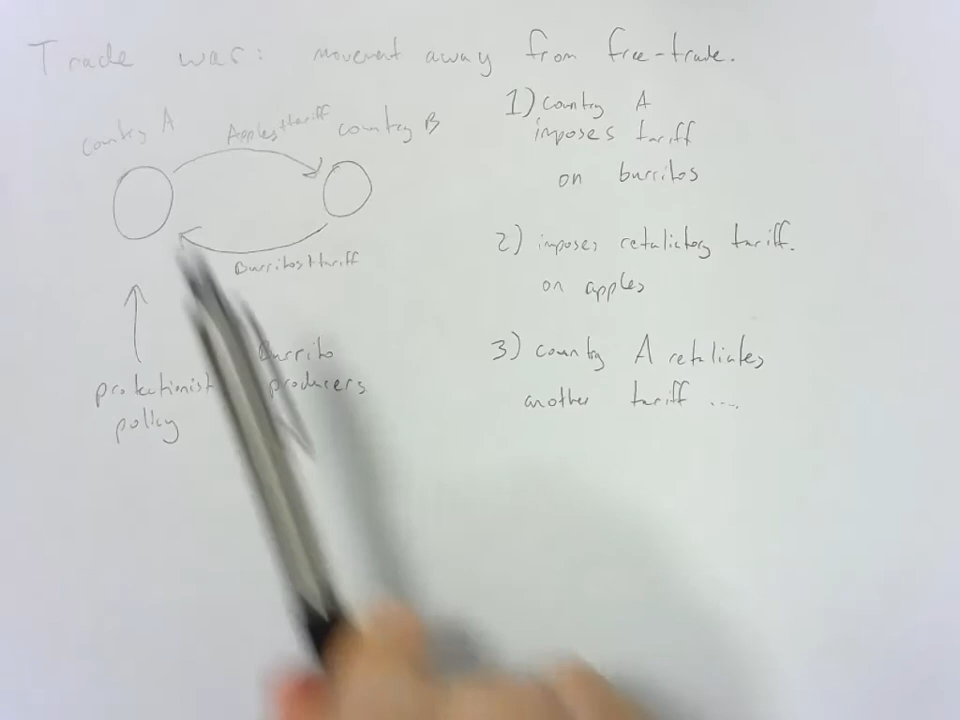 Trade war: movement away from free-trade.
country A
Apples + tariff
country B
Burritos + tariff
protectionist
policy
Burrito
producers
1) country A
imposes tariff
on burritos
2) imposes retaliatory tariff.
on apples
3) country A retaliates
another tariff ....